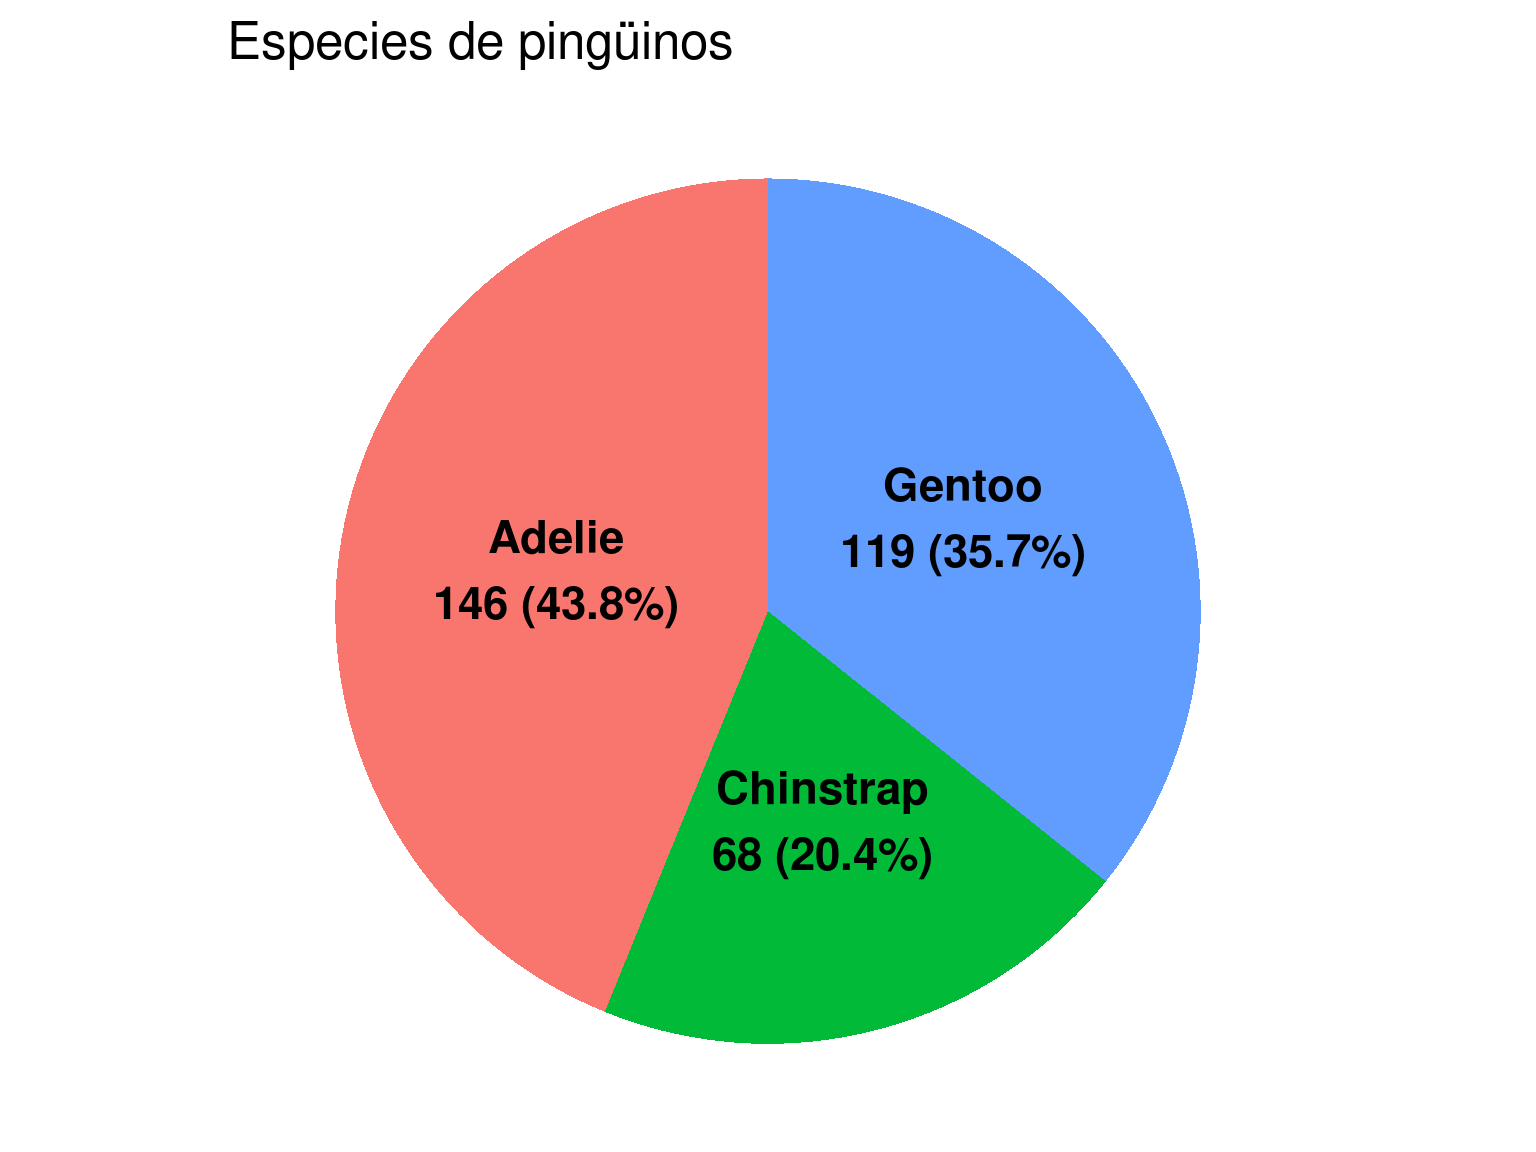 Especies de pingüinos
Gentoo
119 (35.7%)
Adelie
146 (43.8%)
Chinstrap
68 (20.4%)